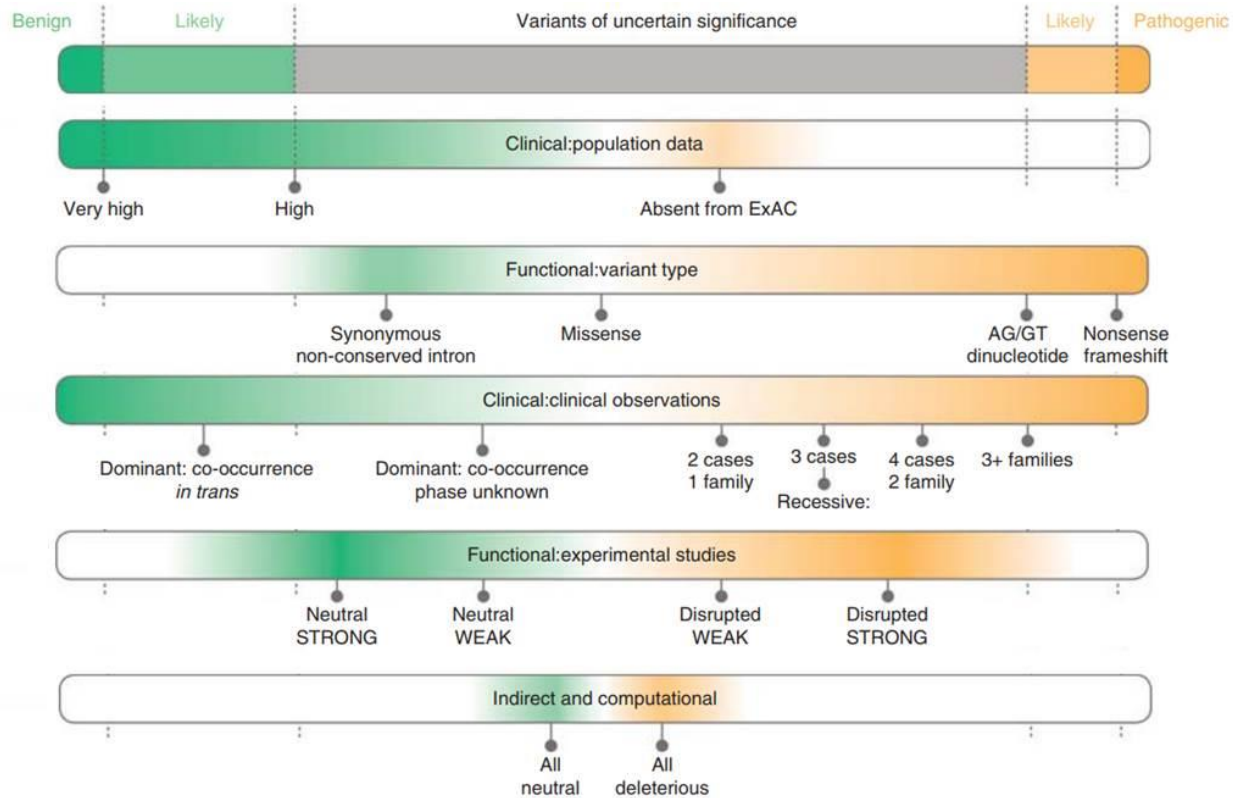 Benign Likely Variants of uncertain significance Likely Pathogenic
Clinical:population data
Very high High Absent from ExAC
Functional:variant type
Synonymous
non-conserved intron
Missense
AG/GT
dinucleotide
Nonsense
frameshift
Clinical:clinical observations
Dominant: co-occurrence
in trans
Dominant: co-occurrence
phase unknown
2 cases
1 family
3 cases
Recessive:
4 cases
2 family
3+ families
Functional:experimental studies
Neutral
STRONG
Neutral
WEAK
Disrupted
WEAK
Disrupted
STRONG
Indirect and computational
All
neutral
All
deleterious